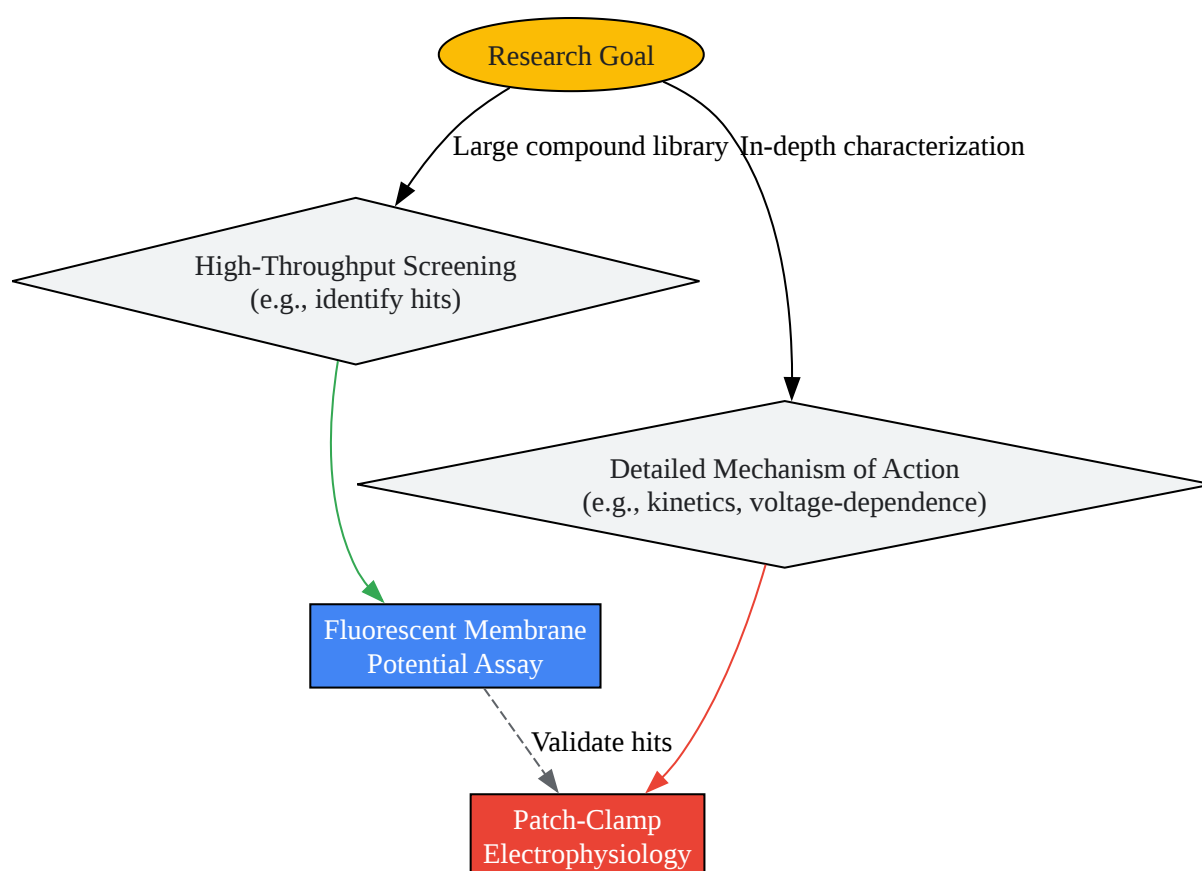 Research Goal
Large compound library
In-depth characterization
High-Throughput Screening
(e.g., identify hits)
Detailed Mechanism of Action
(e.g., kinetics, voltage-dependence)
Fluorescent Membrane
Potential Assay
Validate hits
Patch-Clamp
Electrophysiology